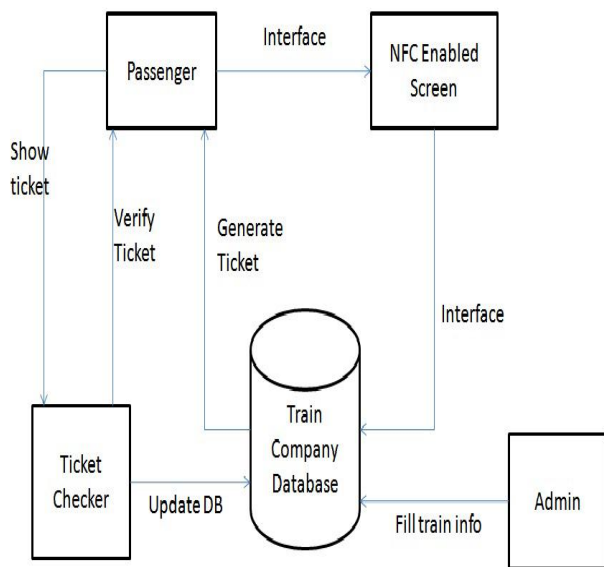 Interface
Passenger
NFC Enabled
Screen
Show
ticket
Verify
Ticket
Generate
Ticket
Interface
Train
Company
Database
Ticket
Checker
Update DB
Fill train info
Admin